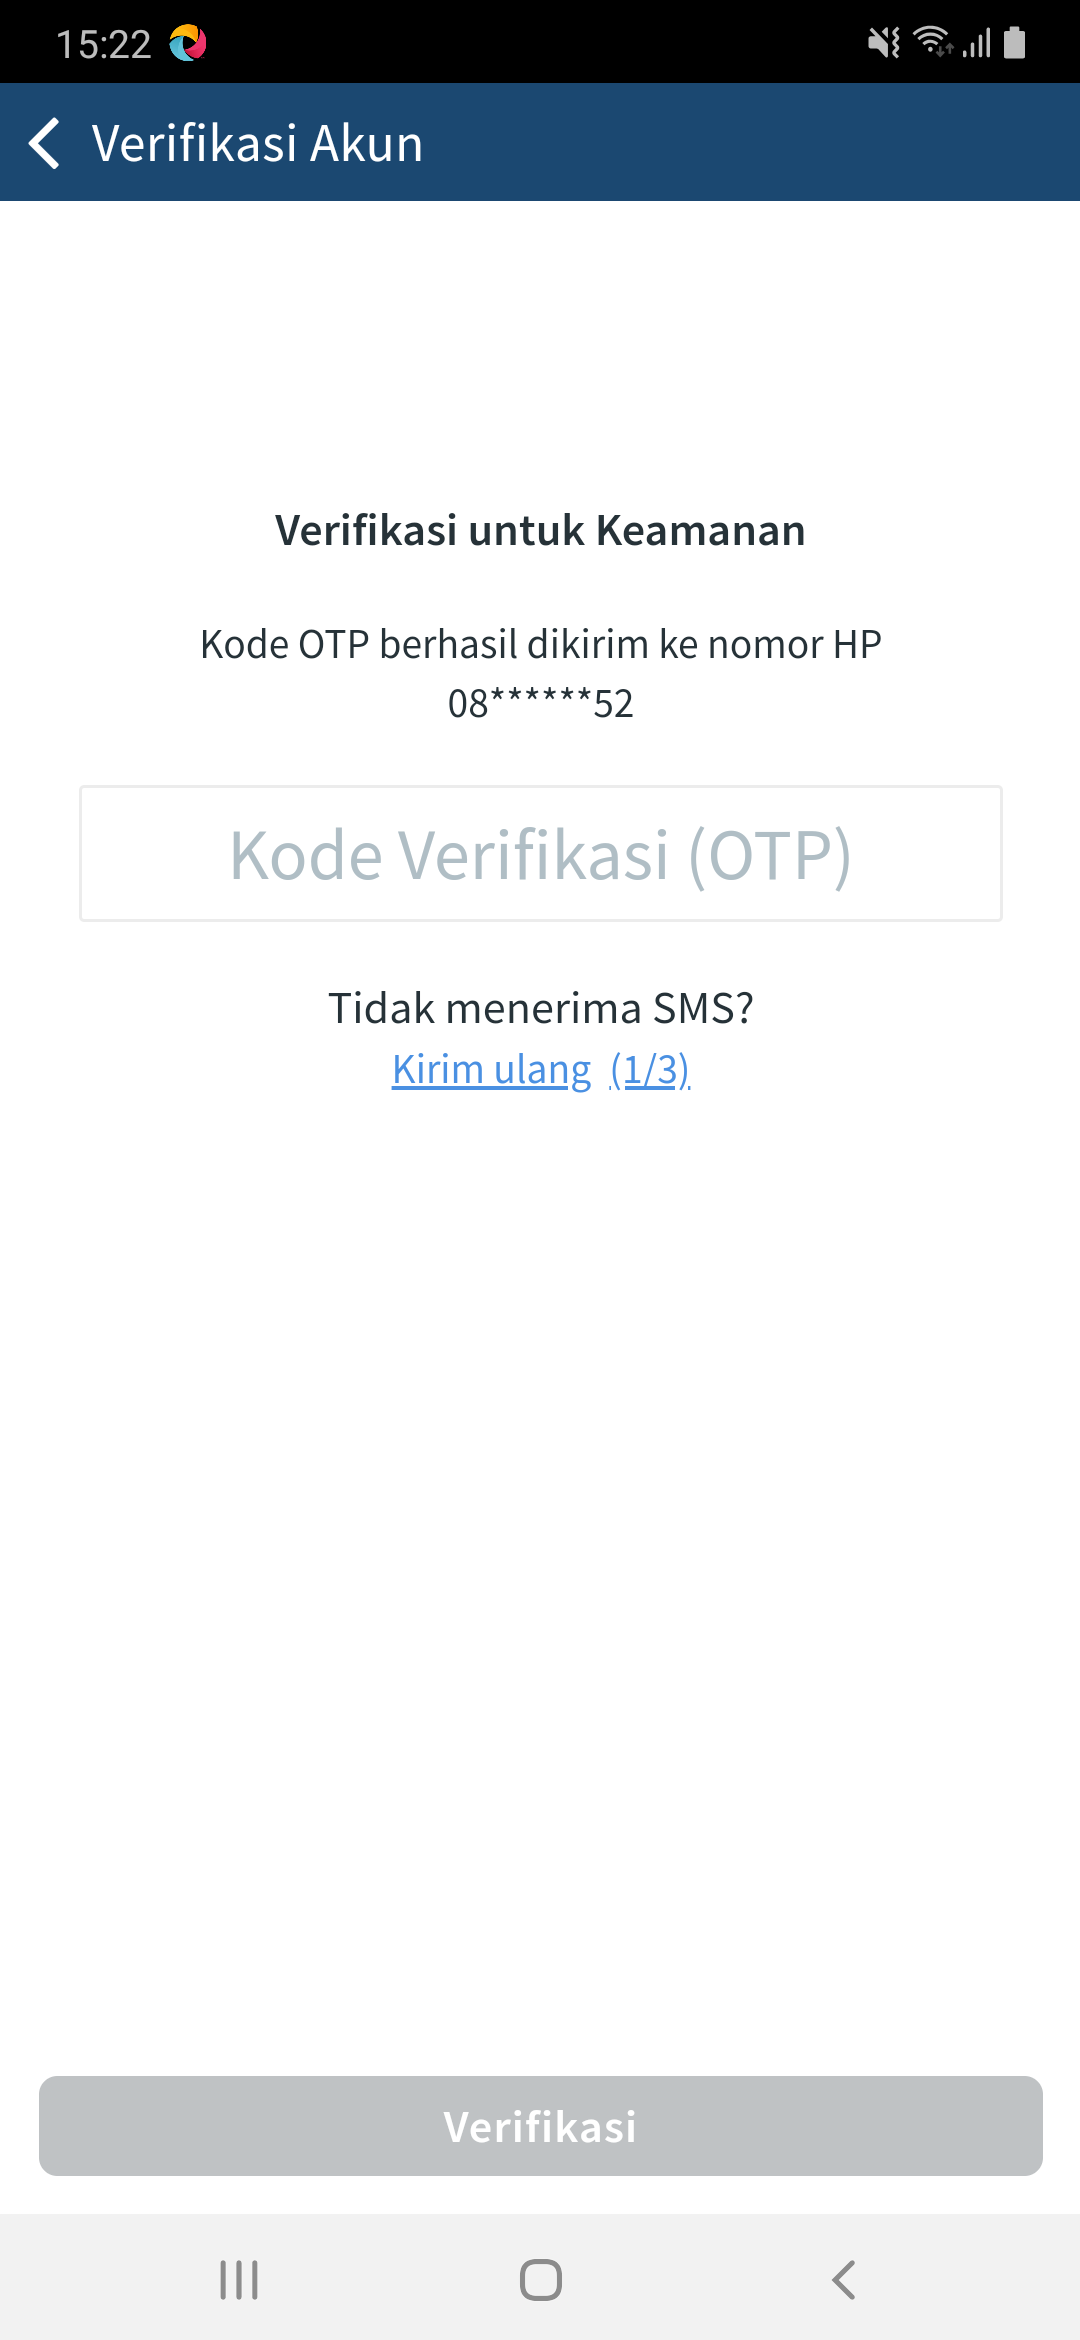 15:22
Verifikasi Akun
Verifikasi untuk Keamanan
Kode OTP berhasil dikirim ke nomor HP
08******52
Kode Verifikasi (OTP)
Tidak menerima SMS?
Kirim ulang (1/3)
Verifikasi